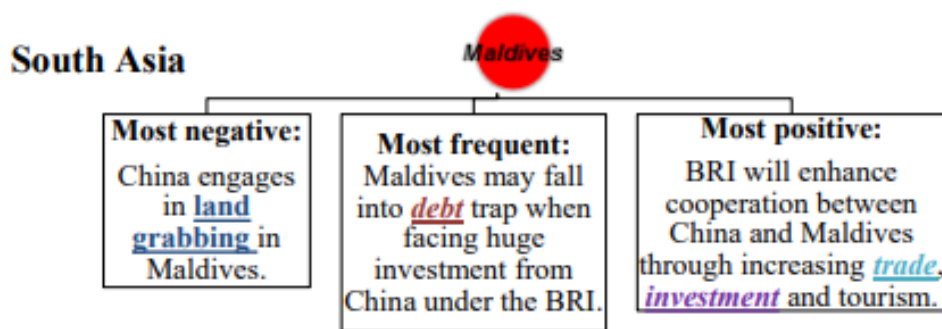 South Asia
Maldives
Most negative:
China engages
in land
grabbing in
Maldives.
Most frequent:
Maldives may fall
into debt trap when
facing huge
investment from
China under the BRI.
Most positive:
BRI will enhance
cooperation between
China and Maldives
through increasing trade,
investment and tourism.